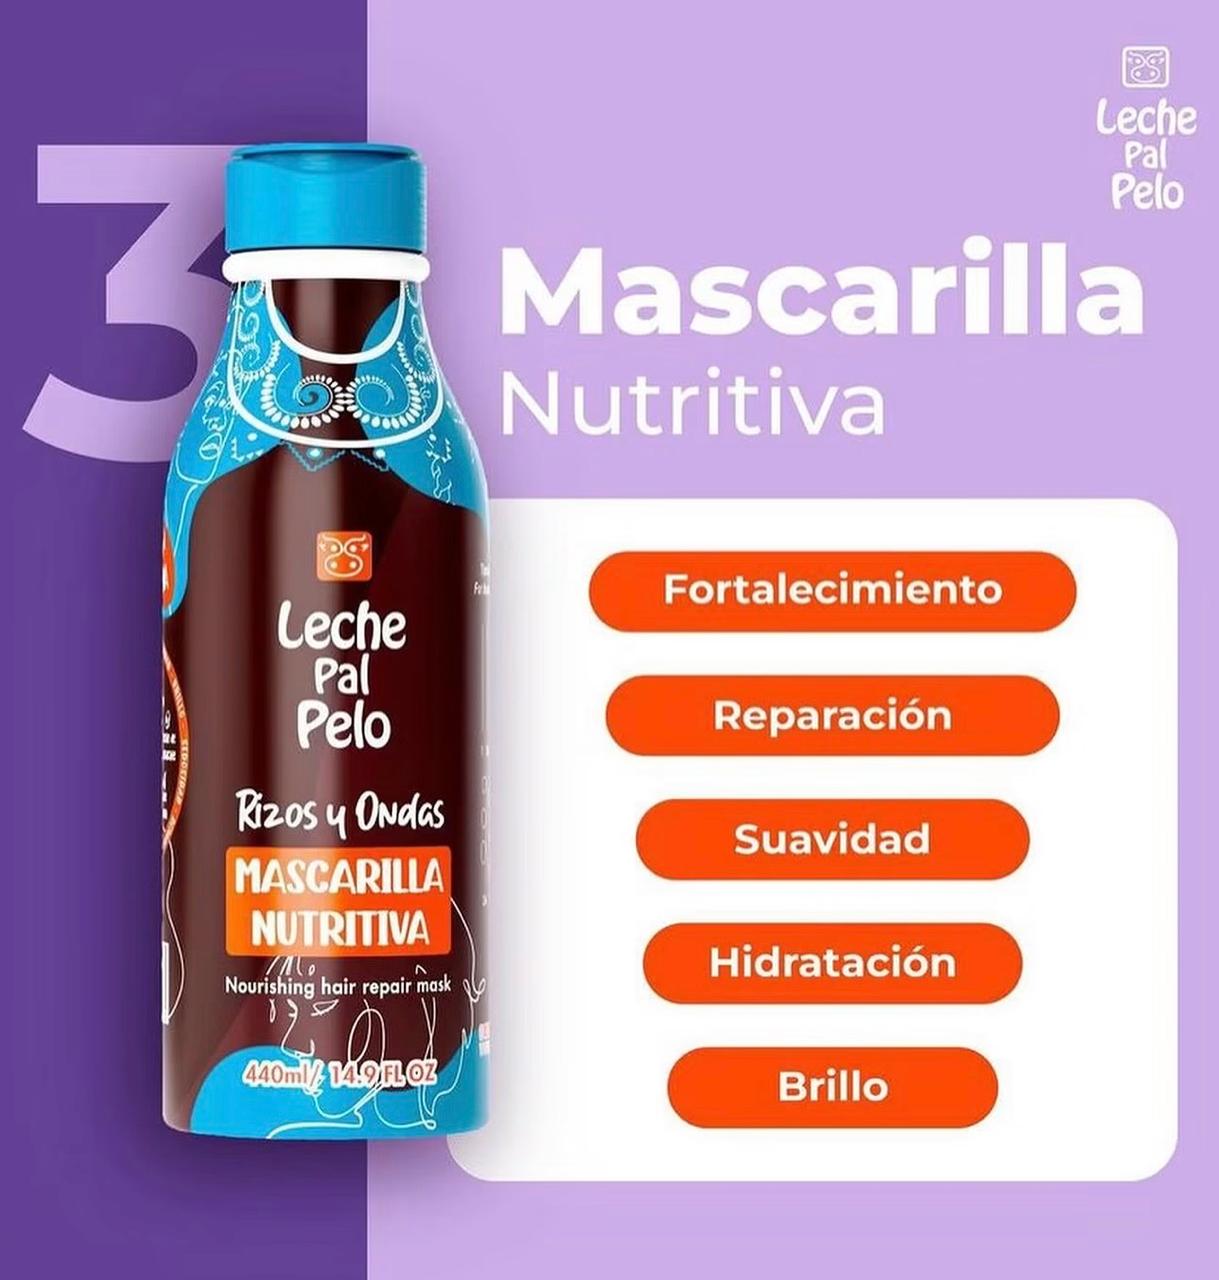 3
Leche
Pal
Pelo
Mascarilla
Nutritiva
Fortalecimiento
Reparación
Suavidad
Hidratación
Brillo
Leche
Pal
Pelo
Rizos y Ondas
MASCARILLA
NUTRITIVA
Nourishing hair repair mask
440ml/ 14.9 FL OZ